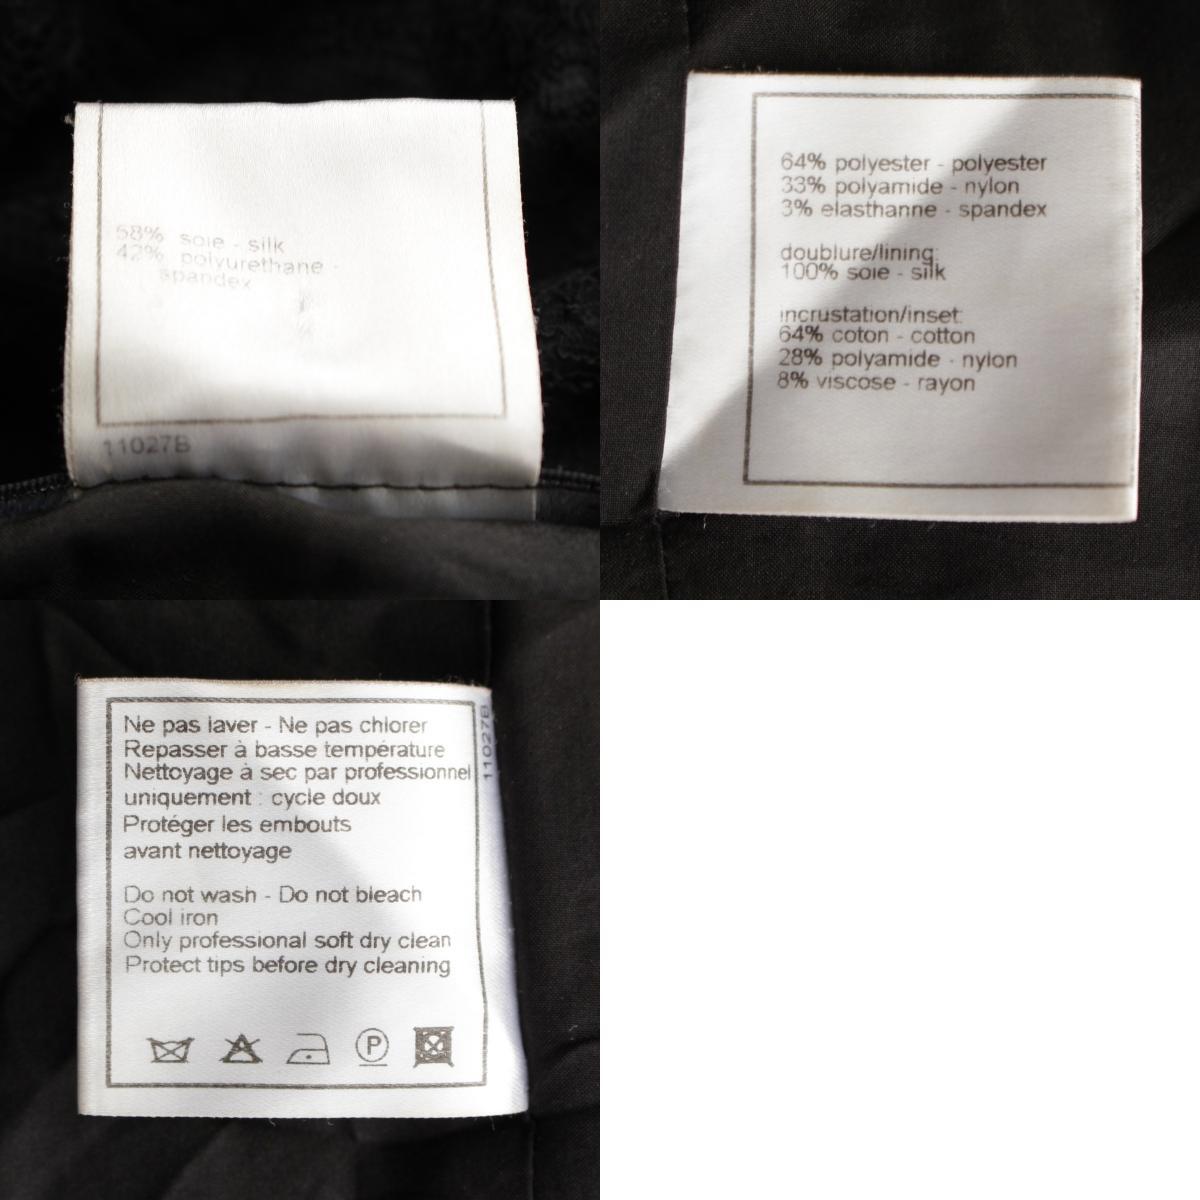 58% soie - silk
42% polyurethane -
spandex
11027B
64% polyester - polyester
33% polyamide - nylon
3% elasthanne - spandex
doublure/lining:
100% soie - silk
incrustation/inset:
64% coton - cotton
28% polyamide - nylon
8% viscose - rayon
Ne pas laver - Ne pas chlorer
Repasser à basse température
Nettoyage à sec par professionnel
uniquement : cycle doux
Protéger les embouts
avant nettoyage
Do not wash - Do not bleach
Cool iron
Only professional soft dry clean
Protect tips before dry cleaning
P
11027B